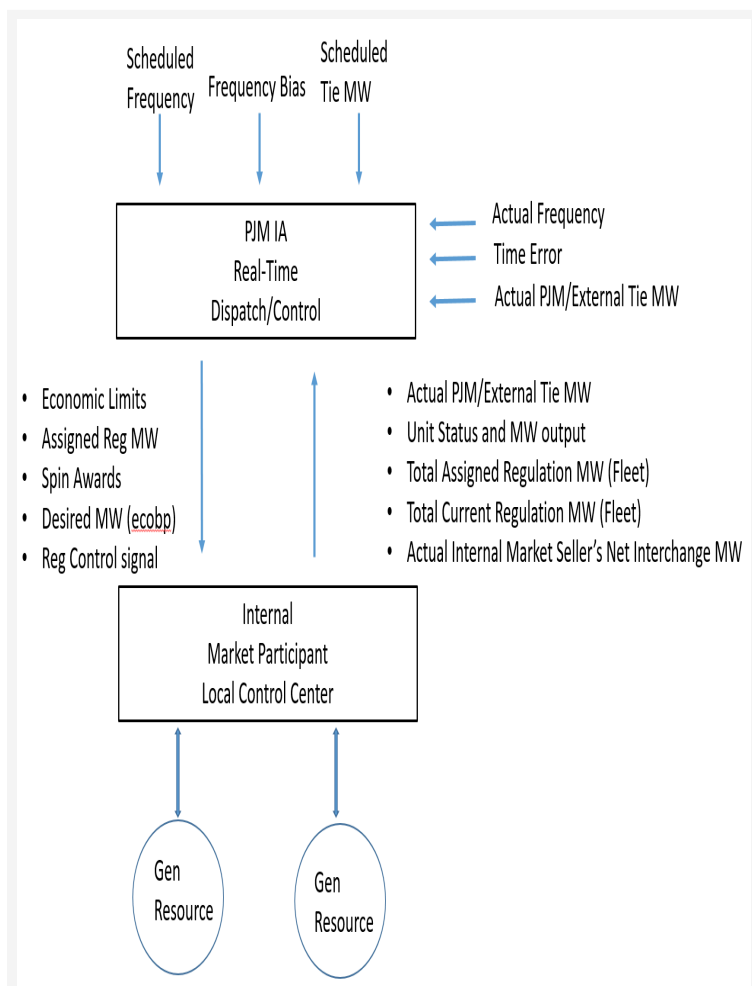 Scheduled
Frequency
Frequency Bias
Scheduled
Tie MW
PJM IA
Real-Time
Dispatch/Control
Actual Frequency
Time Error
Actual PJM/External Tie MW
• Economic Limits
• Assigned Reg MW
• Spin Awards
• Desired MW (ecobp)
• Reg Control signal
• Actual PJM/External Tie MW
• Unit Status and MW output
• Total Assigned Regulation MW (Fleet)
• Total Current Regulation MW (Fleet)
• Actual Internal Market Seller’s Net Interchange MW
Internal
Market Participant
Local Control Center
Gen
Resource
Gen
Resource